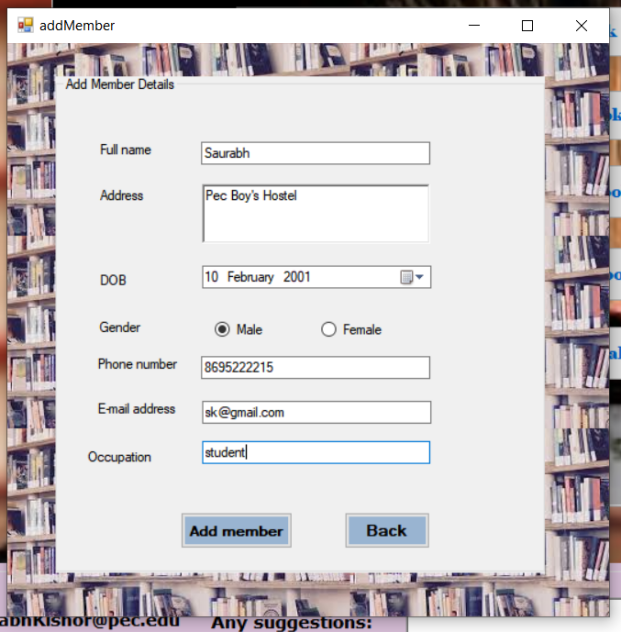 addMember
Add Member Details
Full name Saurabh
Address Pec Boy's Hostel
DOB 10 February 2001
Gender Male Female
Phone number 8695222215
E-mail address sk@gmail.com
Occupation student
Add member Back
abhKishor@pec.edu Any suggestions: